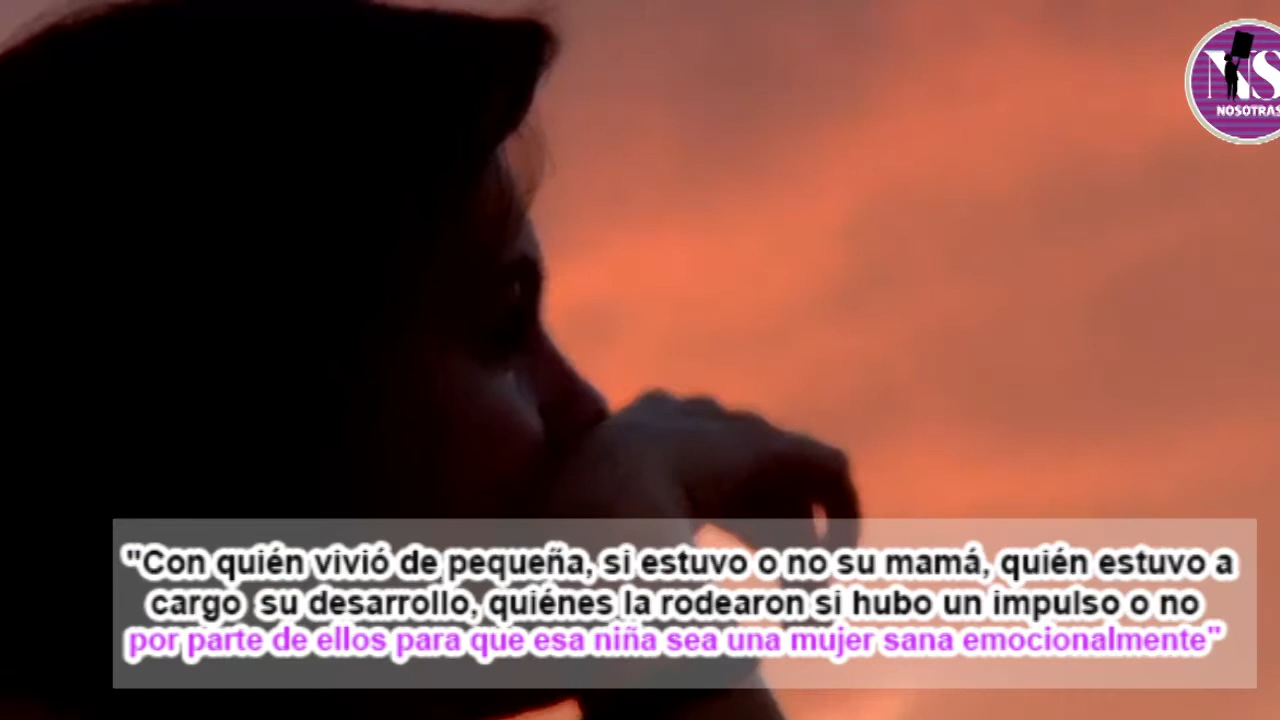 NS
NOSOTRAS
"Con quién vivió de pequeña, si estuvo o no su mamá, quién estuvo a
cargo su desarrollo, quiénes la rodearon si hubo un impulso o no
por parte de ellos para que esa niña sea una mujer sana emocionalmente"